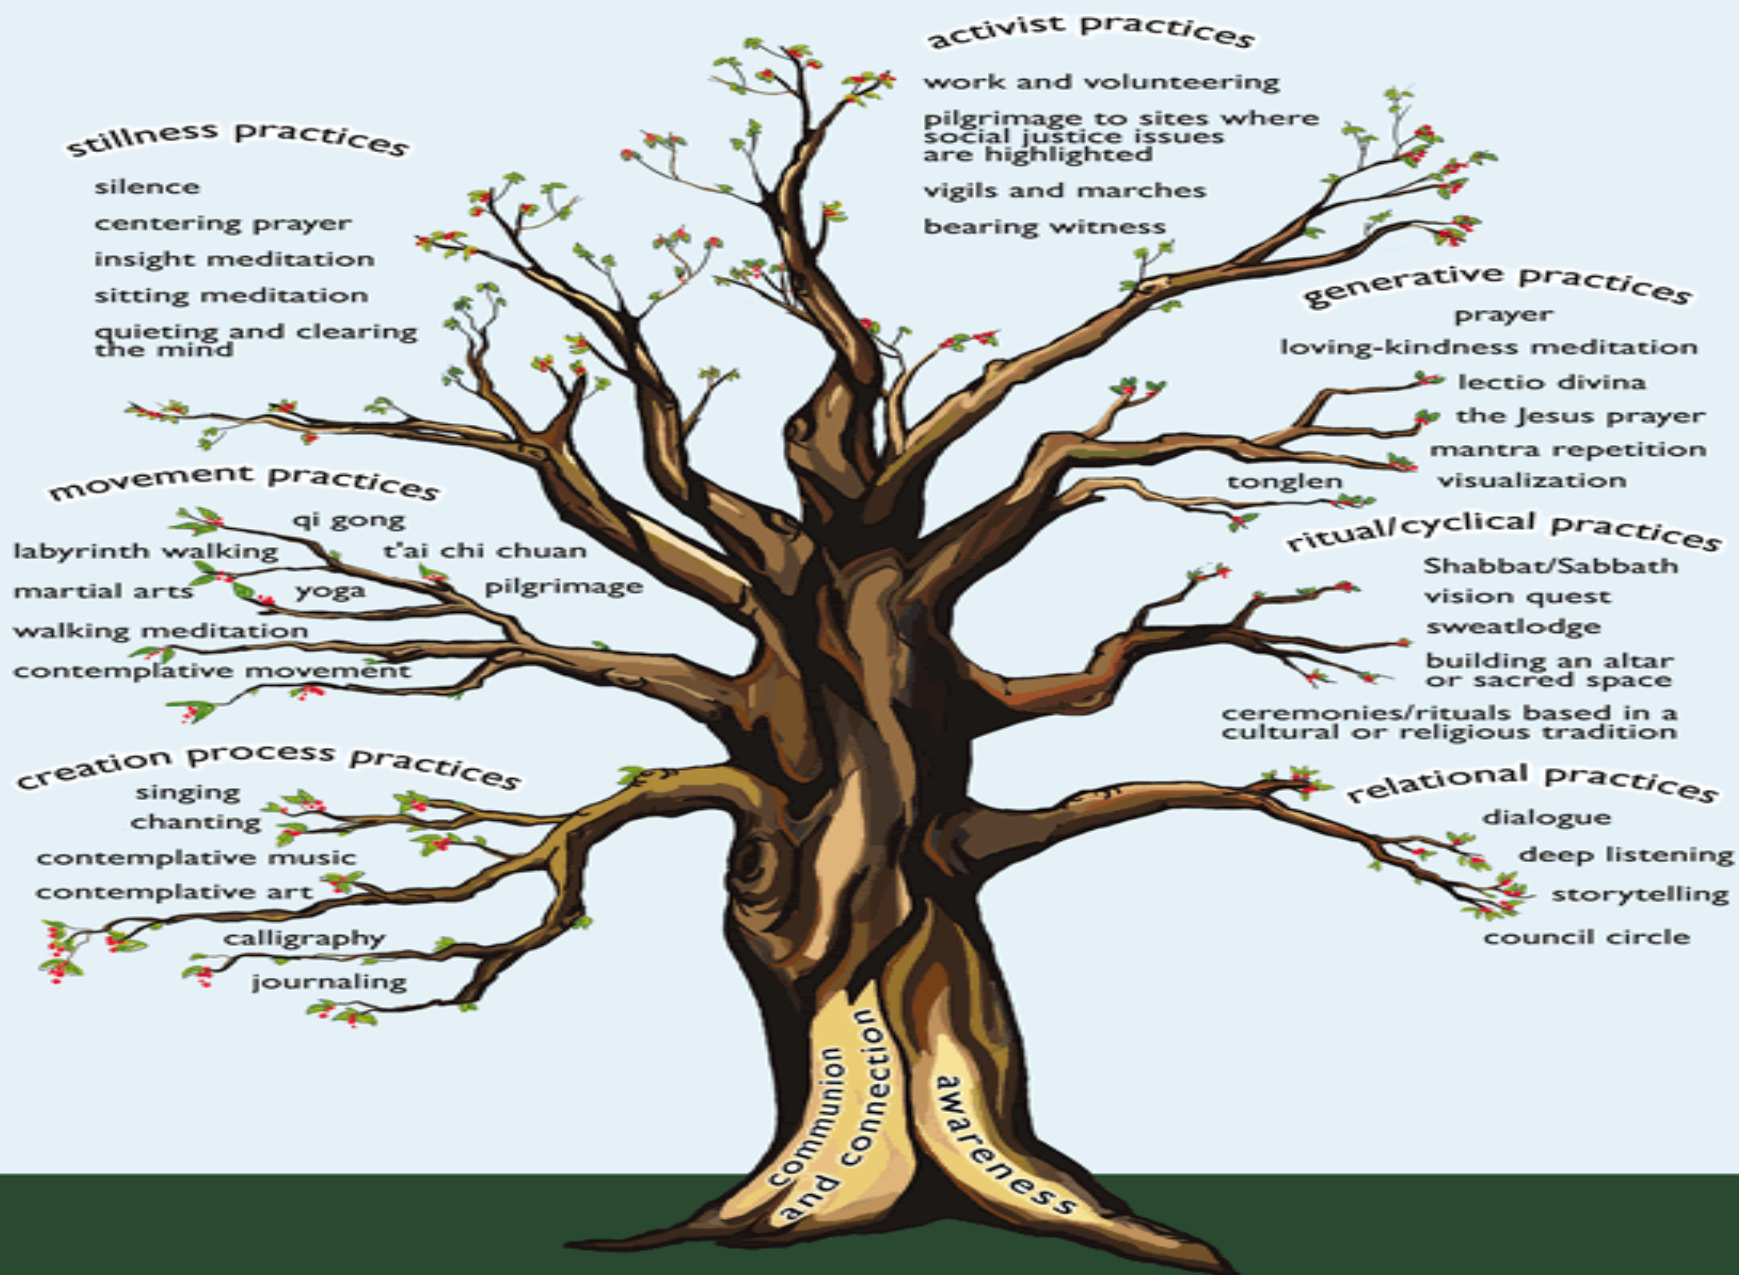 activist practices
work and volunteering
pilgrimage to sites where
social justice issues
are highlighted
vigils and marches
bearing witness
stillness practices
silence
centering prayer
insight meditation
sitting meditation
quieting and clearing
the mind
generative practices
prayer
loving-kindness meditation
lectio divina
the Jesus prayer
mantra repetition
tonglen
visualization
movement practices
qi gong
labyrinth walking
t'ai chi chuan
martial arts
yoga
pilgrimage
walking meditation
contemplative movement
ritual/cyclical practices
Shabbat/Sabbath
vision quest
sweatlodge
building an altar
or sacred space
ceremonies/rituals based in a
cultural or religious tradition
creation process practices
singing
chanting
contemplative music
contemplative art
calligraphy
journaling
relational practices
dialogue
deep listening
storytelling
council circle
communion
and connection
awareness